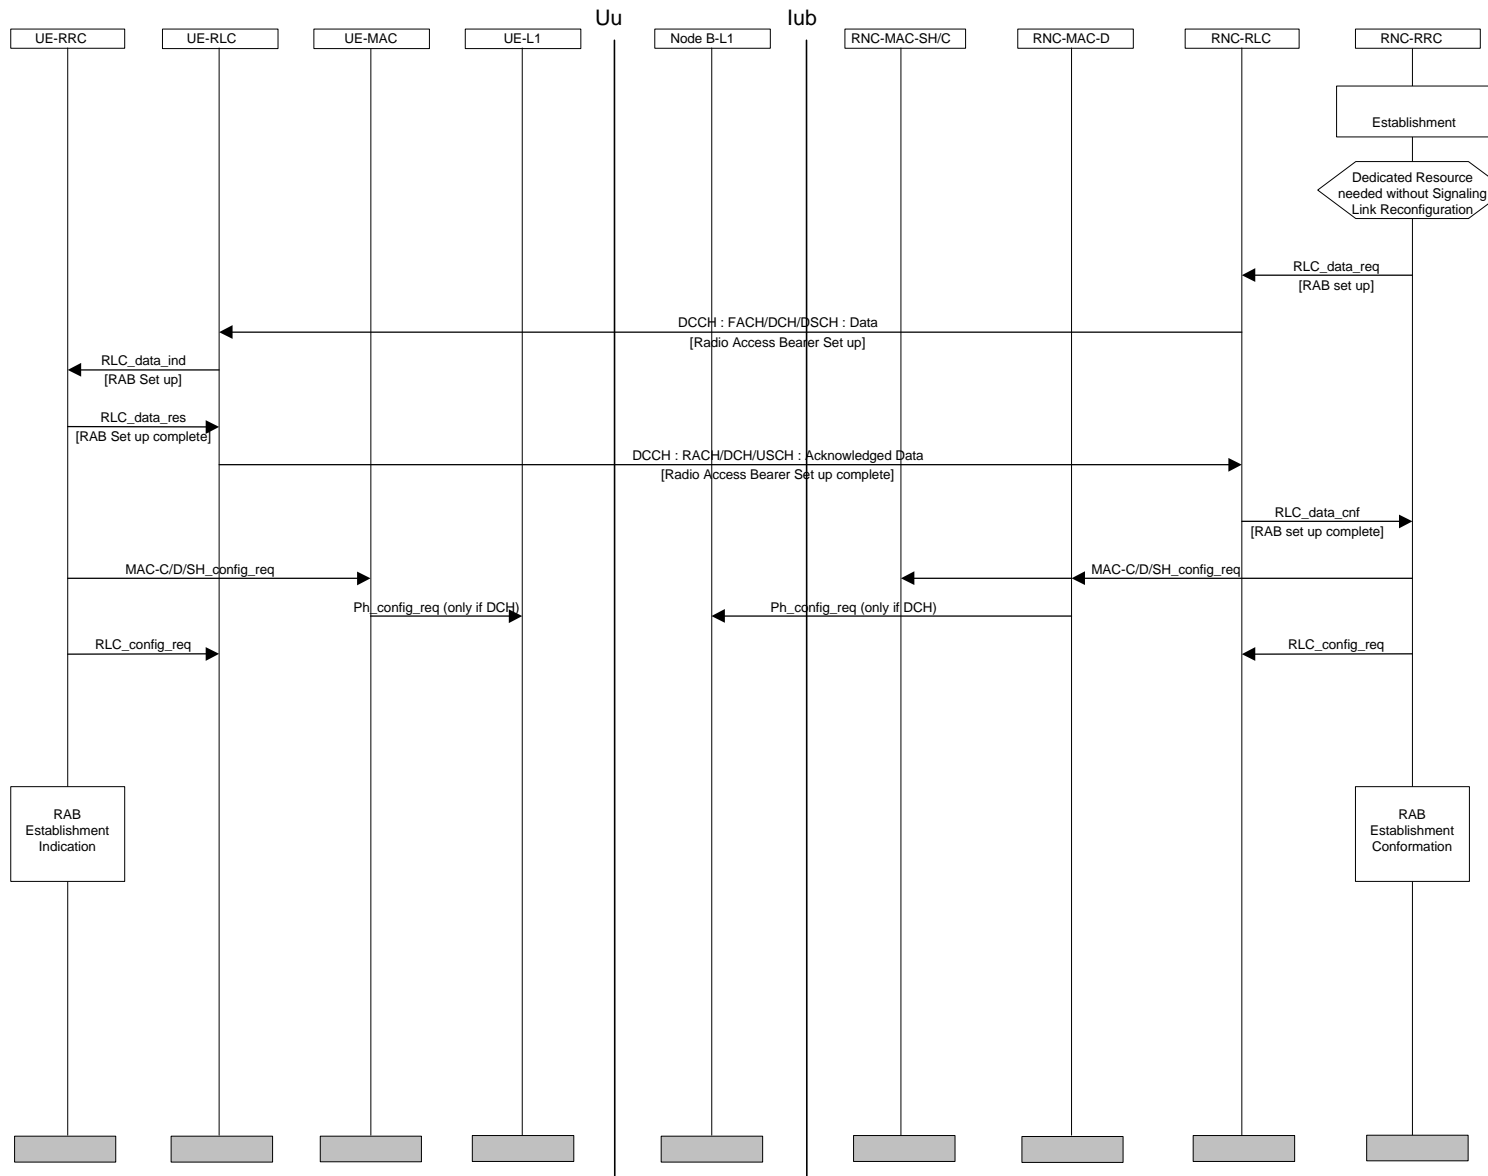 Uu
Iub
UE-RRC
UE-RLC
UE-MAC
UE-L1
Node B-L1
RNC-MAC-SH/C
RNC-MAC-D
RNC-RLC
RNC-RRC
Establishment
Dedicated Resource
needed without Signaling
Link Reconfiguration
RLC_data_req
[RAB set up]
DCCH : FACH/DCH/DSCH : Data
[Radio Access Bearer Set up]
RLC_data_ind
[RAB Set up]
RLC_data_res
[RAB Set up complete]
DCCH : RACH/DCH/USCH : Acknowledged Data
[Radio Access Bearer Set up complete]
RLC_data_cnf
[RAB set up complete]
MAC-C/D/SH_config_req
MAC-C/D/SH_config_req
Ph_config_req (only if DCH)
Ph_config_req (only if DCH)
RLC_config_req
RLC_config_req
RAB
Establishment
Indication
RAB
Establishment
Conformation